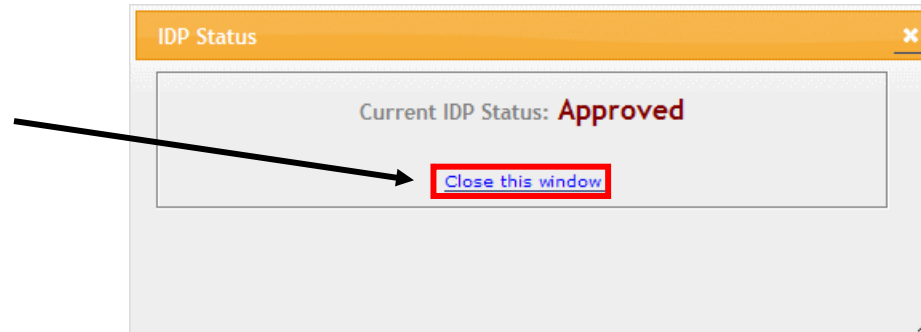 IDP Status
Current IDP Status: Approved
Close this window